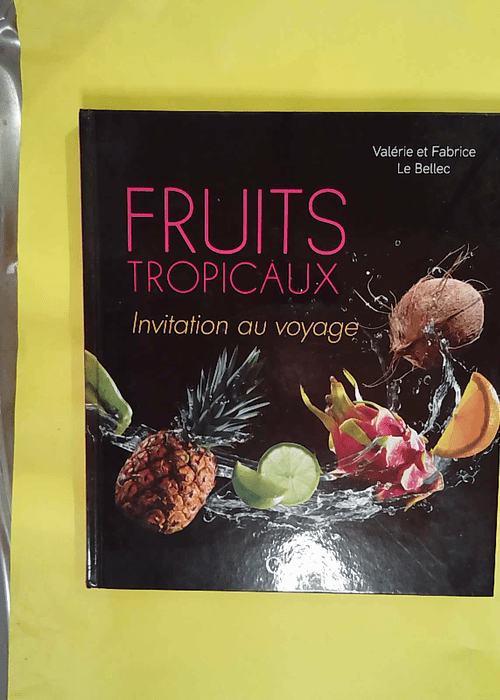 Valérie et Fabrice
Le Bellec
FRUITS
TROPICAUX
Invitation au voyage